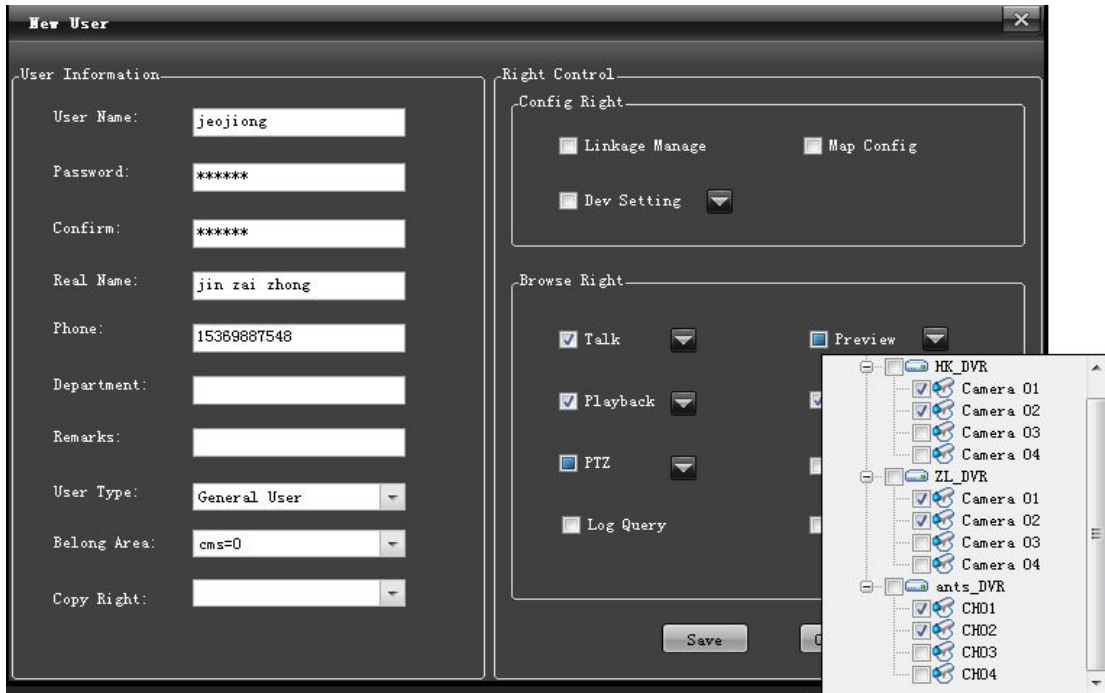 New User
User Information
User Name: jeojiong
Password: ******
Confirm: ******
Real Name: jin zai zhong
Phone: 15369887548
Department:
Remarks:
User Type: General User
Belong Area: cms=0
Copy Right:
Right Control
Config Right
Linkage Manage Map Config
Dev Setting
Browse Right
Talk Preview
Playback
PTZ
Log Query
Save
HK_DVR
Camera 01
Camera 02
Camera 03
Camera 04
ZL_DVR
Camera 01
Camera 02
Camera 03
Camera 04
ants_DVR
CH01
CH02
CH03
CH04